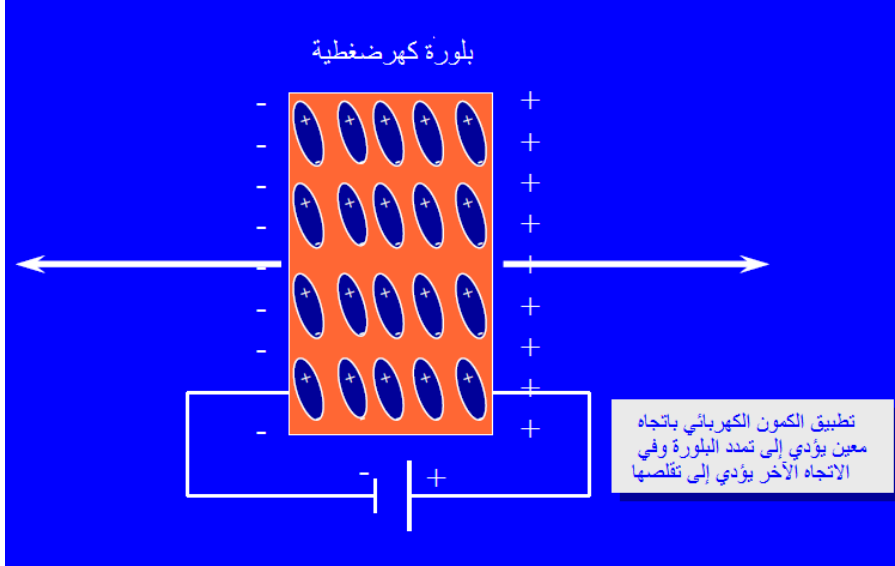 بلورة كهرضغطية
- +
+ + + + +
- +
- +
+ + + + +
- +
- +
- +
+ + + + +
- +
+ + + + +
+
- +
- +
تطبيق الكمون الكهربائي باتجاه
معين يؤدي إلى تمدد البلورة وفي
الاتجاه الآخر يؤدي إلى تقلصها